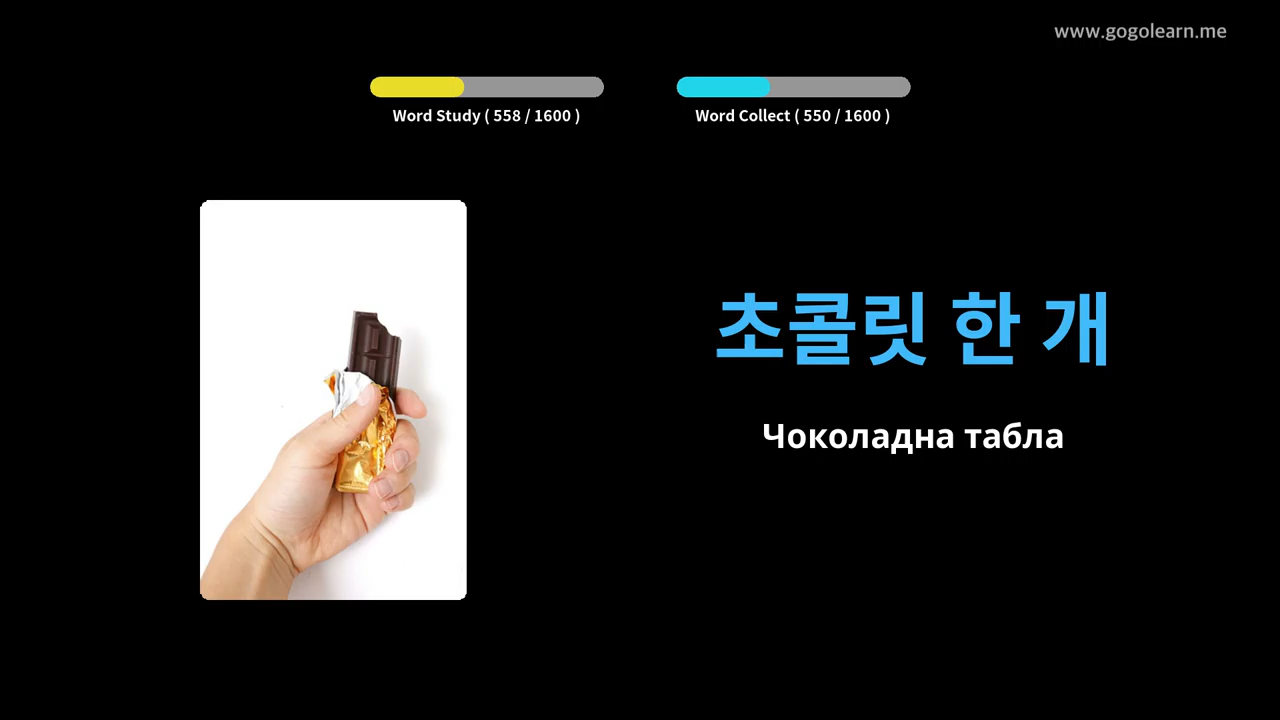 www.gogolearn.me
Word Study ( 558 / 1600 )
Word Collect ( 550 / 1600 )
초콜릿 한 개
Чоколадна табла